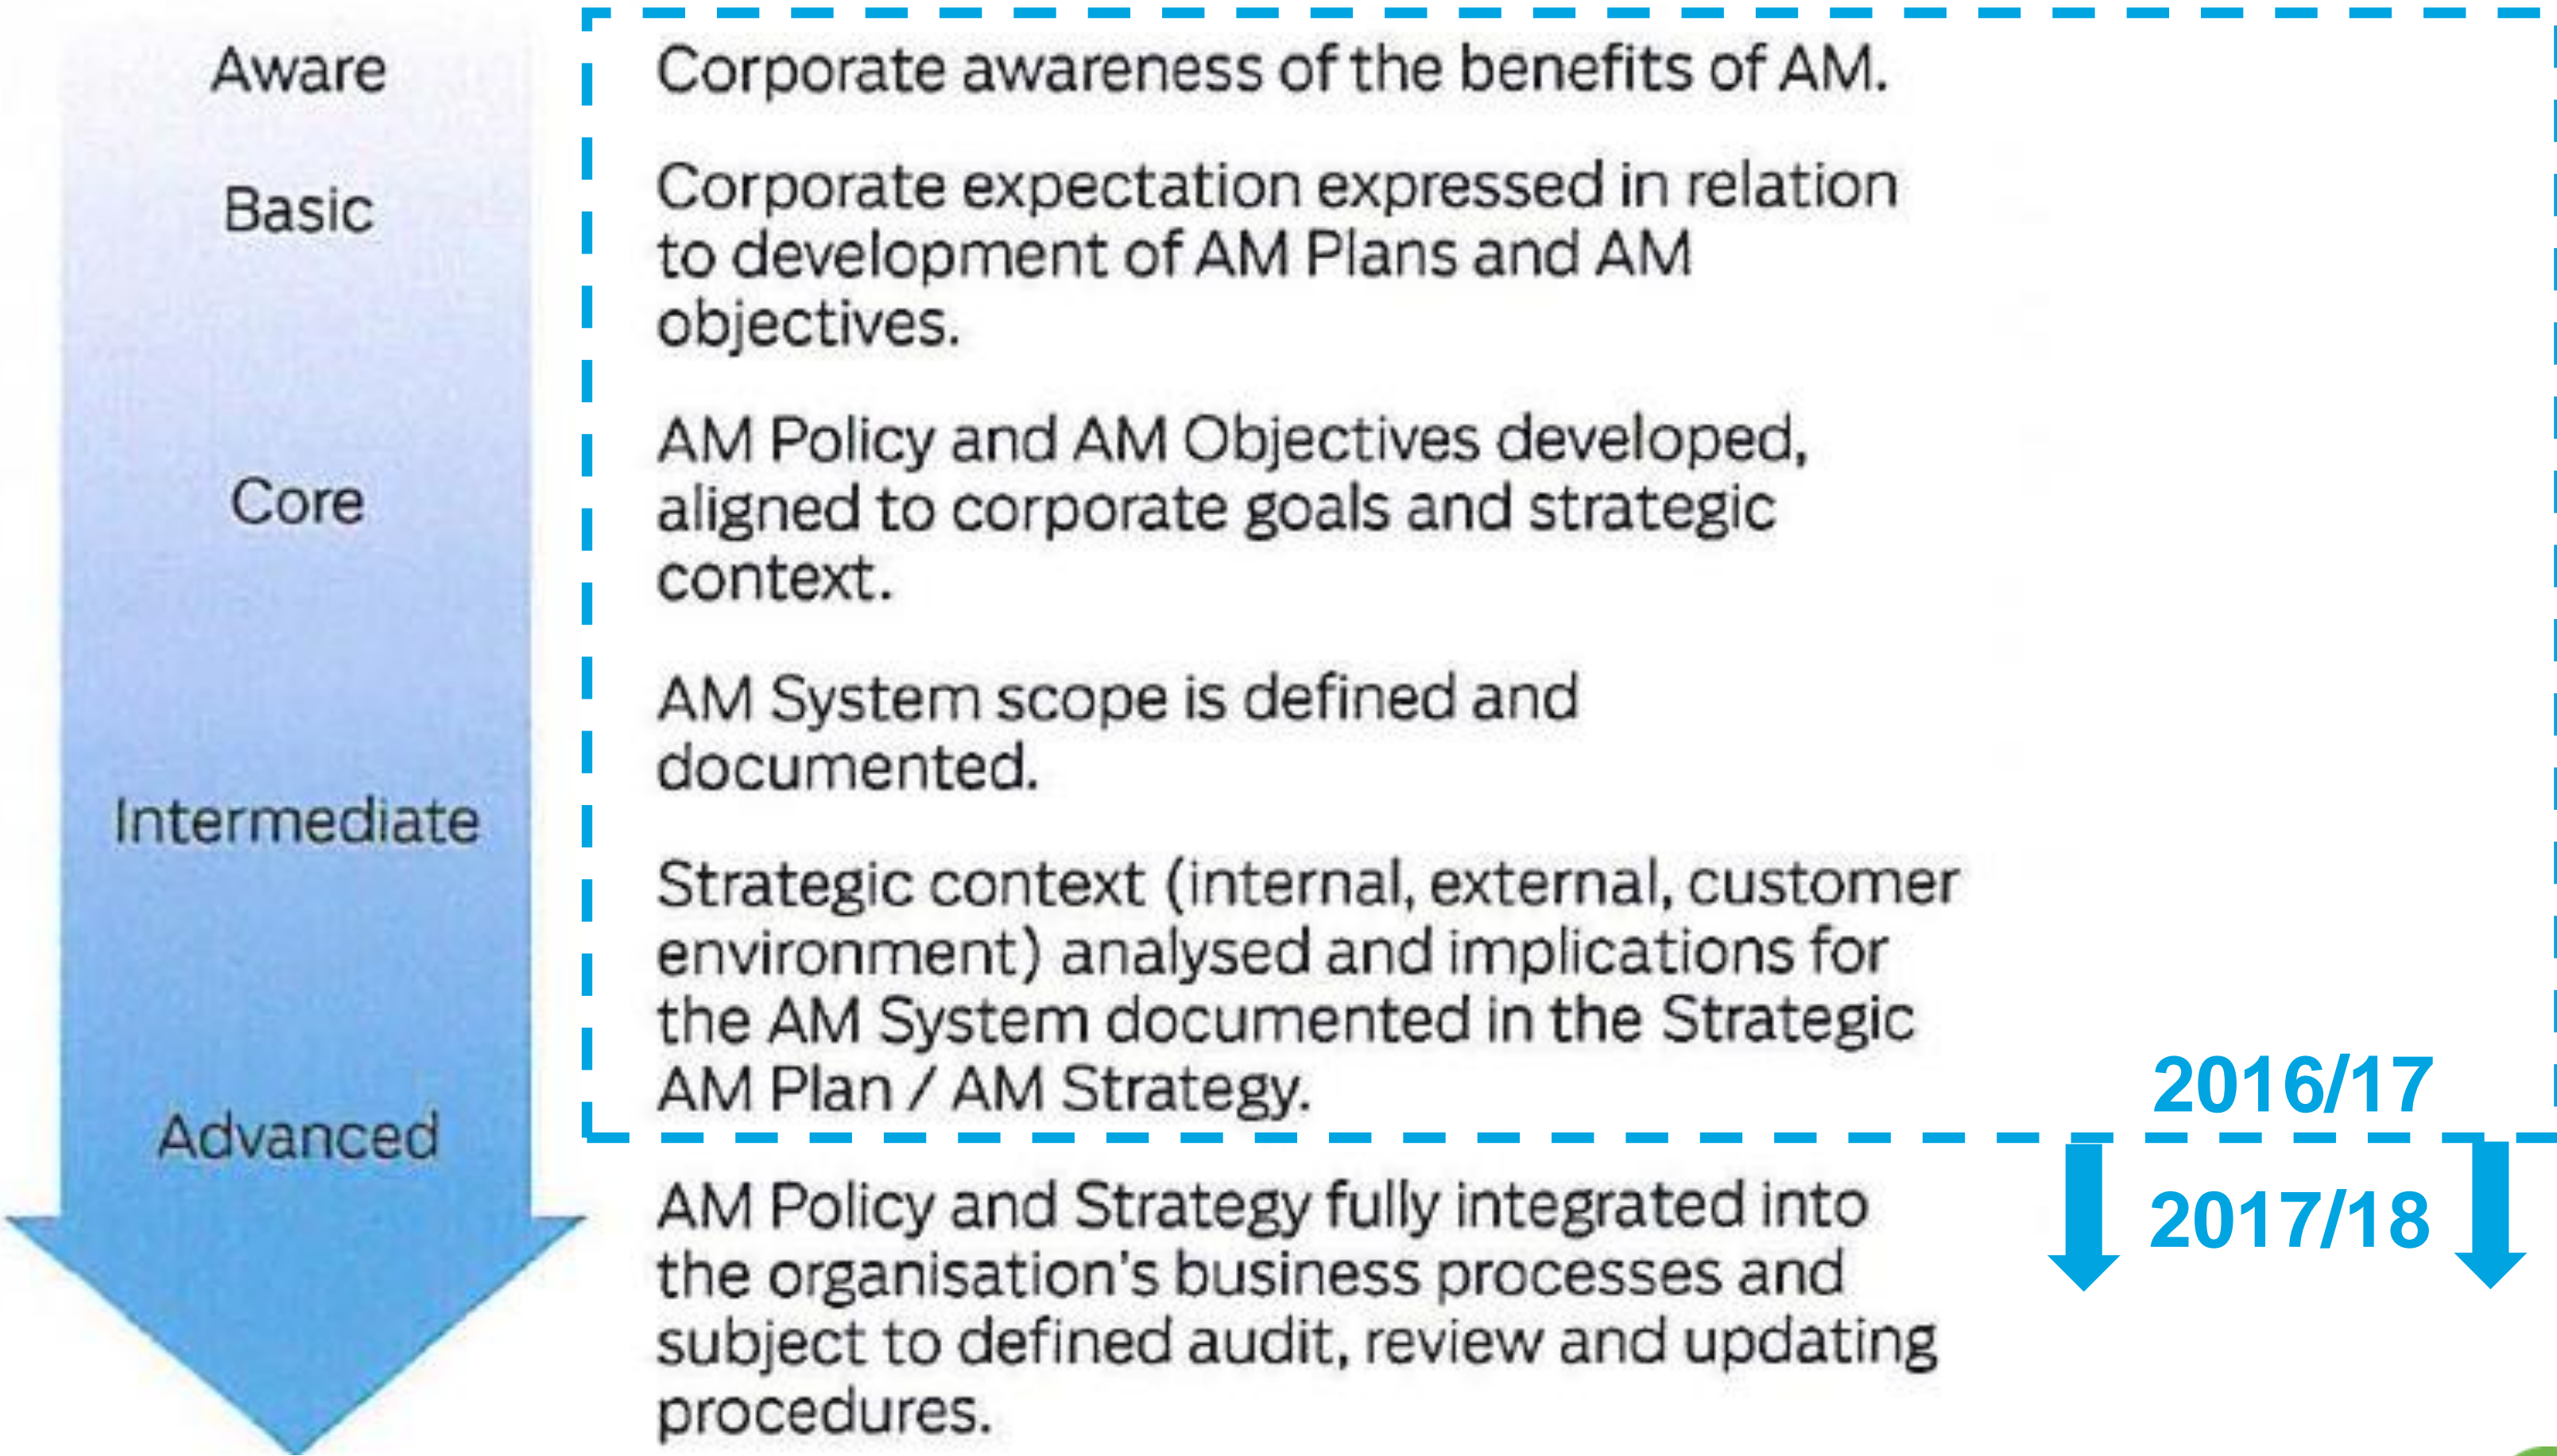 Aware
Corporate awareness of the benefits of AM.
Basic
Corporate expectation expressed in relation
to development of AM Plans and AM
objectives.
Core
AM Policy and AM Objectives developed,
aligned to corporate goals and strategic
context.
AM System scope is defined and
documented.
Intermediate
Strategic context (internal, external, customer
environment) analysed and implications for
the AM System documented in the Strategic
AM Plan / AM Strategy.
2016/17
Advanced
AM Policy and Strategy fully integrated into
the organisation's business processes and
subject to defined audit, review and updating
procedures.
2017/18